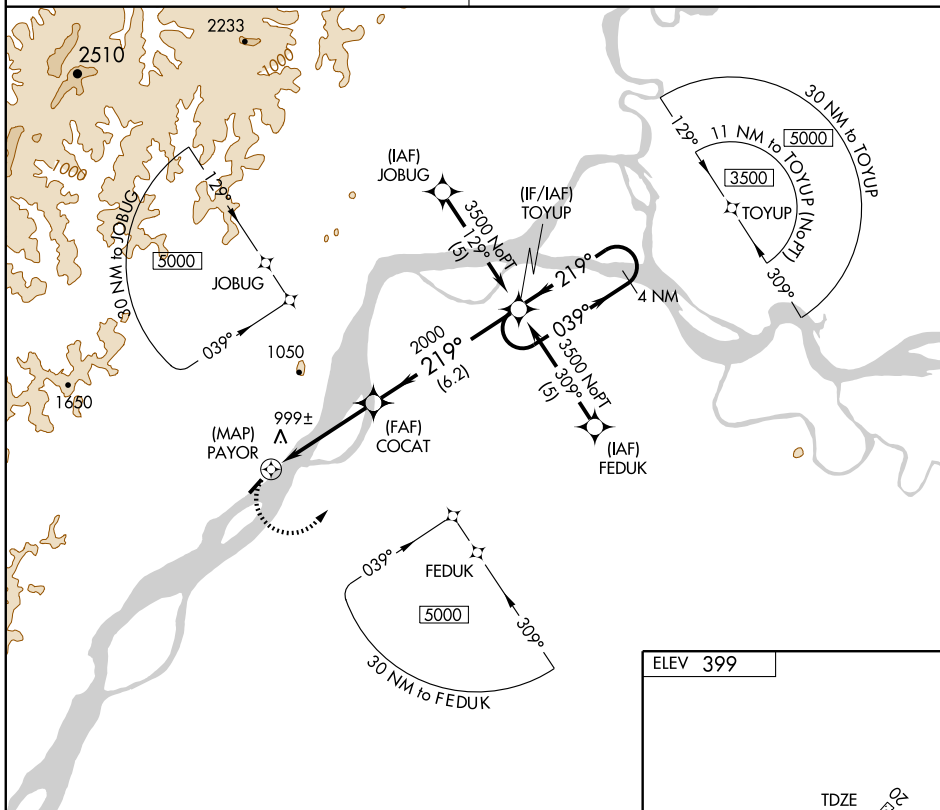 2233
2510
1000
1000
129°
30 NM to JOBUG
5000
JOBUG
039°
1050
1650
(IAF)
JOBUG
3500 NoPT
129°
(5)
(IF/IAF)
TOYUP
219°
4 NM
039°
2000
219°
(6.2)
3500 NoPT
309°
(5)
(IAF)
FEDUK
(FAF)
COCAT
999±
(MAP)
PAYOR
30 NM to TOYUP
5000
129°
11 NM to TOYUP (NoPT)
3500
TOYUP
309°
039°
FEDUK
5000
309°
30 NM to FEDUK
ELEV 399
TDZE
20